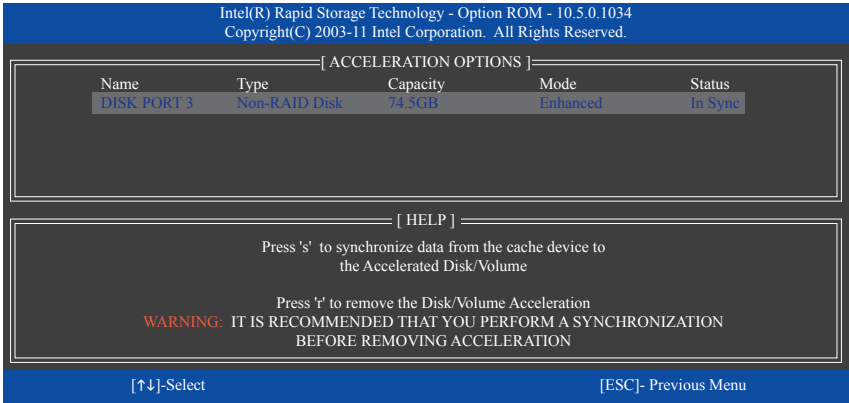 Intel(R) Rapid Storage Technology - Option ROM - 10.5.0.1034
Copyright(C) 2003-11 Intel Corporation.  All Rights Reserved.
[ ACCELERATION OPTIONS ]
Name Type Capacity Mode Status
DISK PORT 3 Non-RAID Disk 74.5GB Enhanced In Sync
[ HELP ]
Press 's'  to synchronize data from the cache device to
the Accelerated Disk/Volume
Press 'r' to remove the Disk/Volume Acceleration
WARNING:  IT IS RECOMMENDED THAT YOU PERFORM A SYNCHRONIZATION
BEFORE REMOVING ACCELERATION
[↑↓]-Select [ESC]- Previous Menu